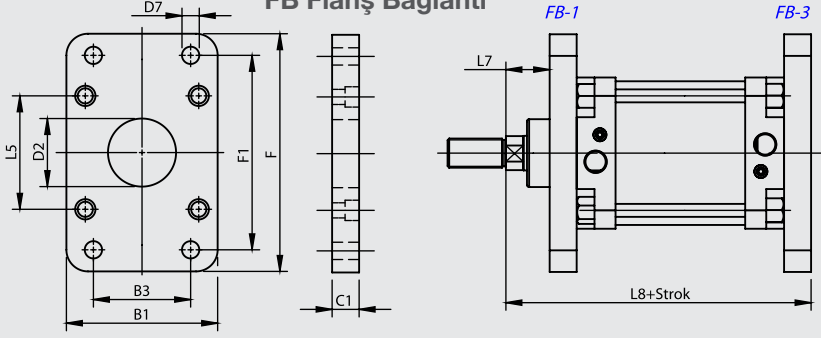 FB Flanş Bağlantı
D7
FB-1
FB-3
L7
L5
D2
F1
F
B3
B1
C1
L8+Strok